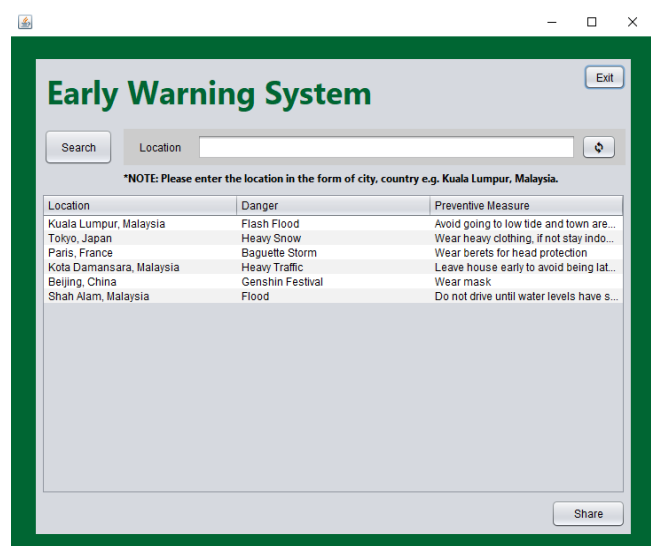 Exit
Early Warning System
Search Location
*NOTE: Please enter the location in the form of city, country e.g. Kuala Lumpur, Malaysia.
Location Danger Preventive Measure
Kuala Lumpur, Malaysia Flash Flood Avoid going to low tide and town are...
Tokyo, Japan Heavy Snow Wear heavy clothing, if not stay indo...
Paris, France Baguette Storm Wear berets for head protection
Kota Damansara, Malaysia Heavy Traffic Leave house early to avoid being lat...
Beijing, China Genshin Festival Wear mask
Shah Alam, Malaysia Flood Do not drive until water levels have s...
Share